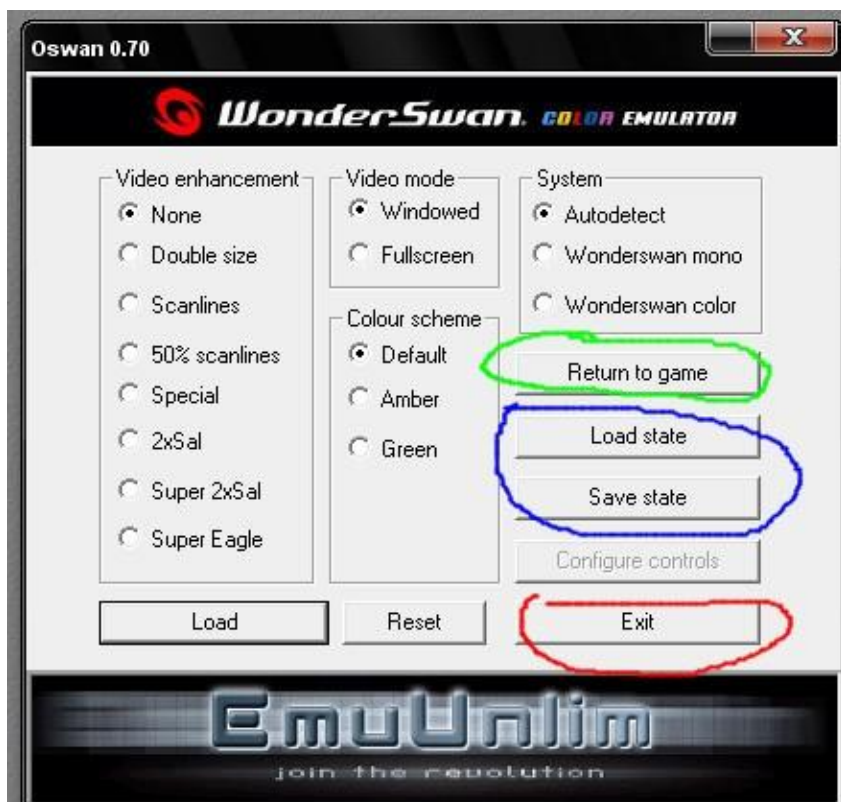 Oswan 0.70
WonderSwan. COLOR EMULATOR
Video enhancement
None
Double size
Scanlines
50% scanlines
Special
2xSal
Super 2xSal
Super Eagle
Video mode
Windowed
Fullscreen
Colour scheme
Default
Amber
Green
System
Autodetect
Wonderswan mono
Wonderswan color
Return to game
Load state
Save state
Configure controls
Load
Reset
Exit
EmuUnlim
join the revolution